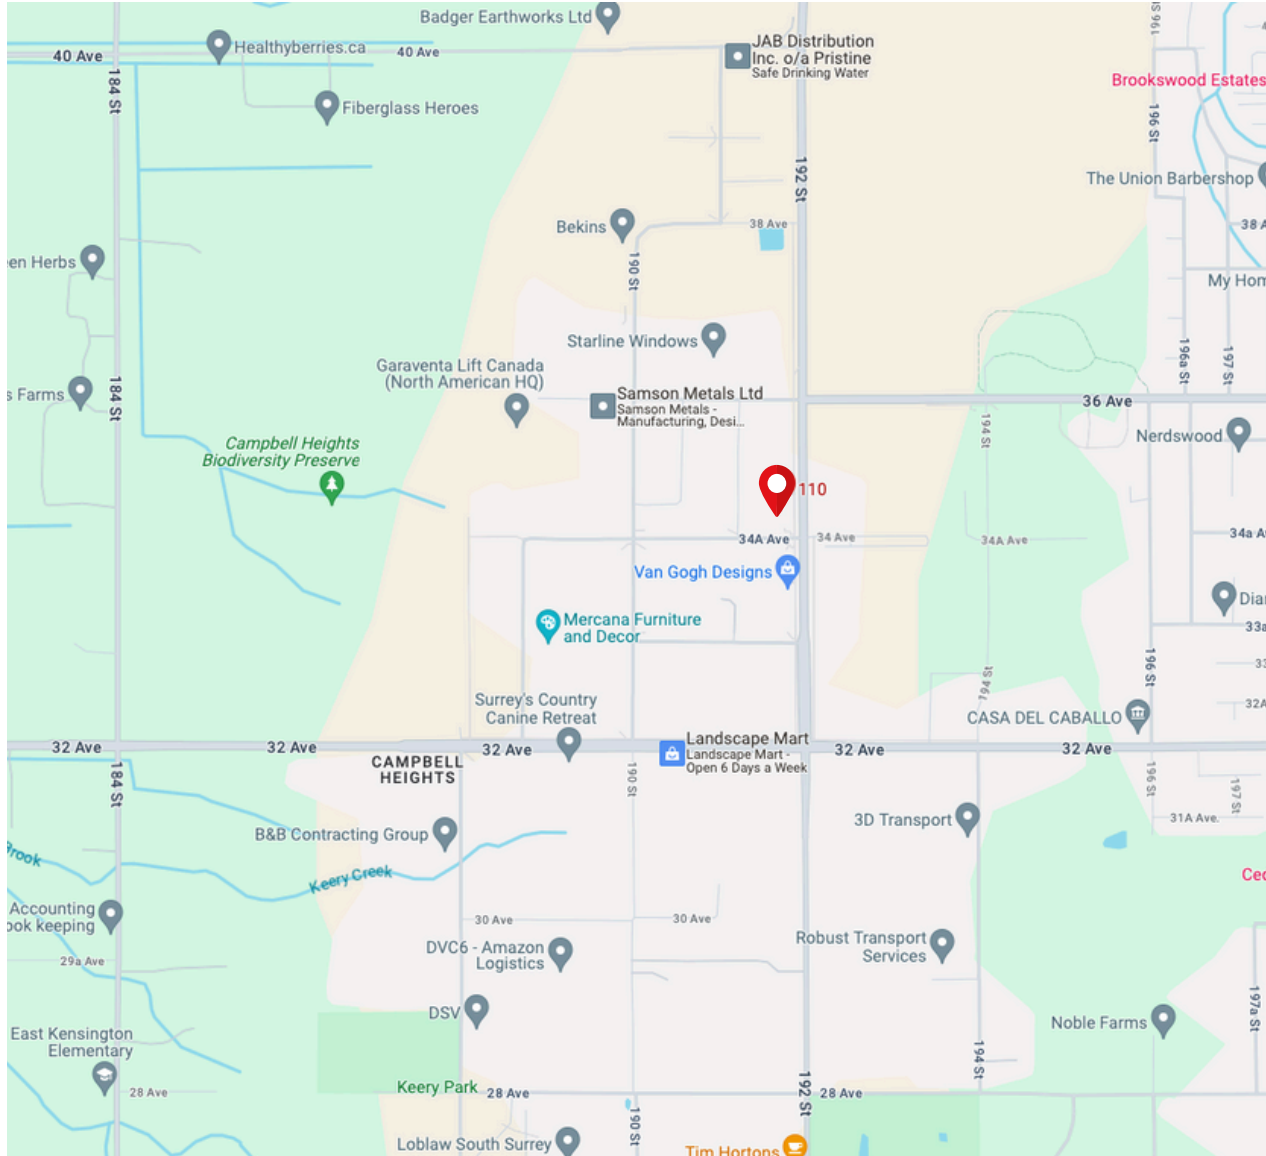 Badger Earthworks Ltd
196 St
40 Ave
Healthyberries.ca
40 Ave
JAB Distribution
Inc. o/a Pristine
Safe Drinking Water
Brookswood Estates
184 St
Fiberglass Heroes
196 St
192 St
The Union Barbershop
Bekins
38 Ave
38 A
een Herbs
190 St
My Hom
Starline Windows
196a St
197 St
Garaventa Lift Canada
(North American HQ)
s Farms
184 St
Samson Metals Ltd
Samson Metals -
Manufacturing, Desi...
36 Ave
194 St
Nerdswood
Campbell Heights
Biodiversity Preserve
110
34A Ave
34 Ave
34A Ave
34a A
Van Gogh Designs
Mercana Furniture
and Decor
Dian
33a
196 St
33
194 St
32A
Surrey's Country
Canine Retreat
CASA DEL CABALLO
32 Ave
32 Ave
32 Ave
Landscape Mart
Landscape Mart -
Open 6 Days a Week
32 Ave
32 Ave
CAMPBELL
HEIGHTS
184 St
190 St
196 St
197 St
B&B Contracting Group
3D Transport
31A Ave.
Brook
Keery Creek
Ced
Accounting
ook keeping
30 Ave
30 Ave
DVC6 - Amazon
Logistics
Robust Transport
Services
29a Ave
197a St
DSV
Noble Farms
East Kensington
Elementary
194 St
28 Ave
Keery Park
28 Ave
192 St
28 Ave
190 St
Loblaw South Surrey
Tim Hortons